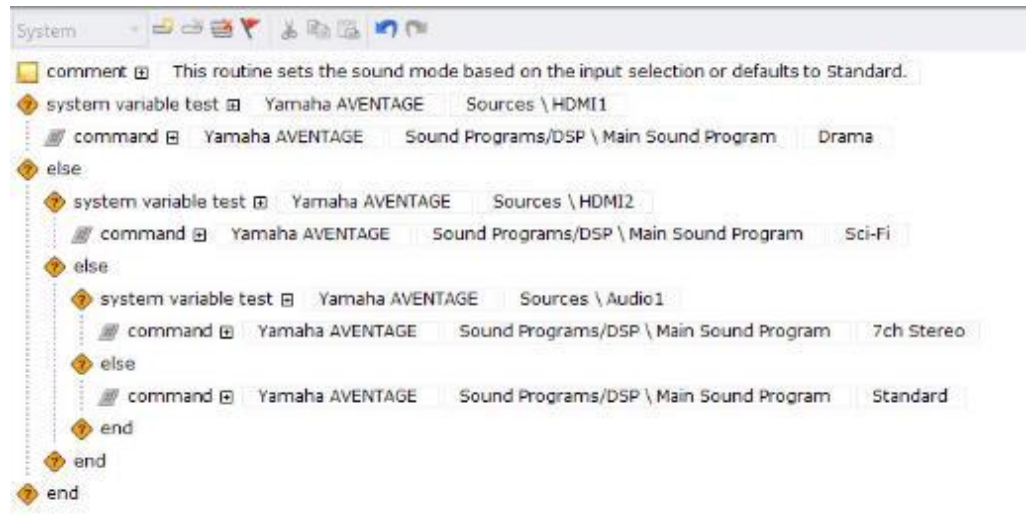 System
comment This routine sets the sound mode based on the input selection or defaults to Standard.
system variable test Yamaha AVENTAGE Sources \ HDMI1
command Yamaha AVENTAGE Sound Programs/DSP \ Main Sound Program Drama
else
system variable test Yamaha AVENTAGE Sources \ HDMI2
command Yamaha AVENTAGE Sound Programs/DSP \ Main Sound Program Sci-Fi
else
system variable test Yamaha AVENTAGE Sources \ Audio1
command Yamaha AVENTAGE Sound Programs/DSP \ Main Sound Program 7ch Stereo
else
command Yamaha AVENTAGE Sound Programs/DSP \ Main Sound Program Standard
end
end
end